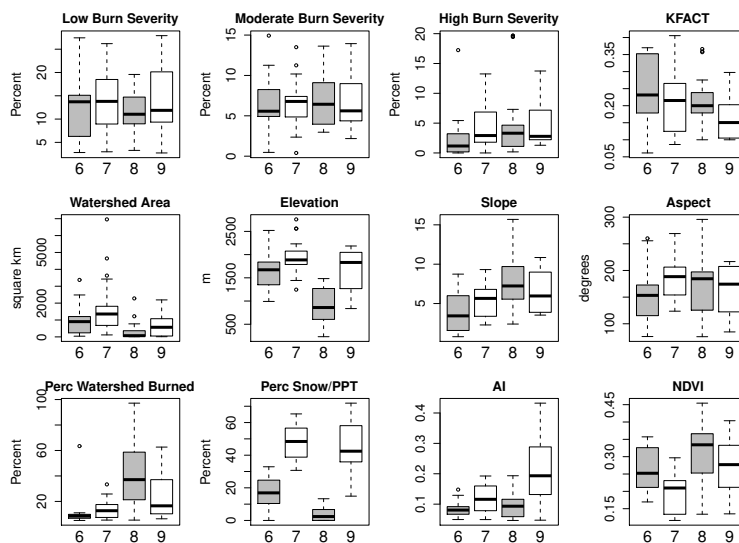 Low Burn Severity
Percent
5 10 20
6 7 8 9
Moderate Burn Severity
Percent
0 5 10 15
6 7 8 9
High Burn Severity
Percent
0 5 10 15 20
6 7 8 9
KFACT
0.05 0.20 0.35
6 7 8 9
Watershed Area
square km
0 2000 5000
6 7 8 9
Elevation
m
500 1500 2500
6 7 8 9
Slope
5 10 15
6 7 8 9
Aspect
degrees
100 200 300
6 7 8 9
Perc Watershed Burned
Percent
20 60 100
6 7 8 9
Perc Snow/PPT
Percent
0 20 40 60
6 7 8 9
AI
0.1 0.2 0.3 0.4
6 7 8 9
NDVI
0.15 0.30 0.45
6 7 8 9